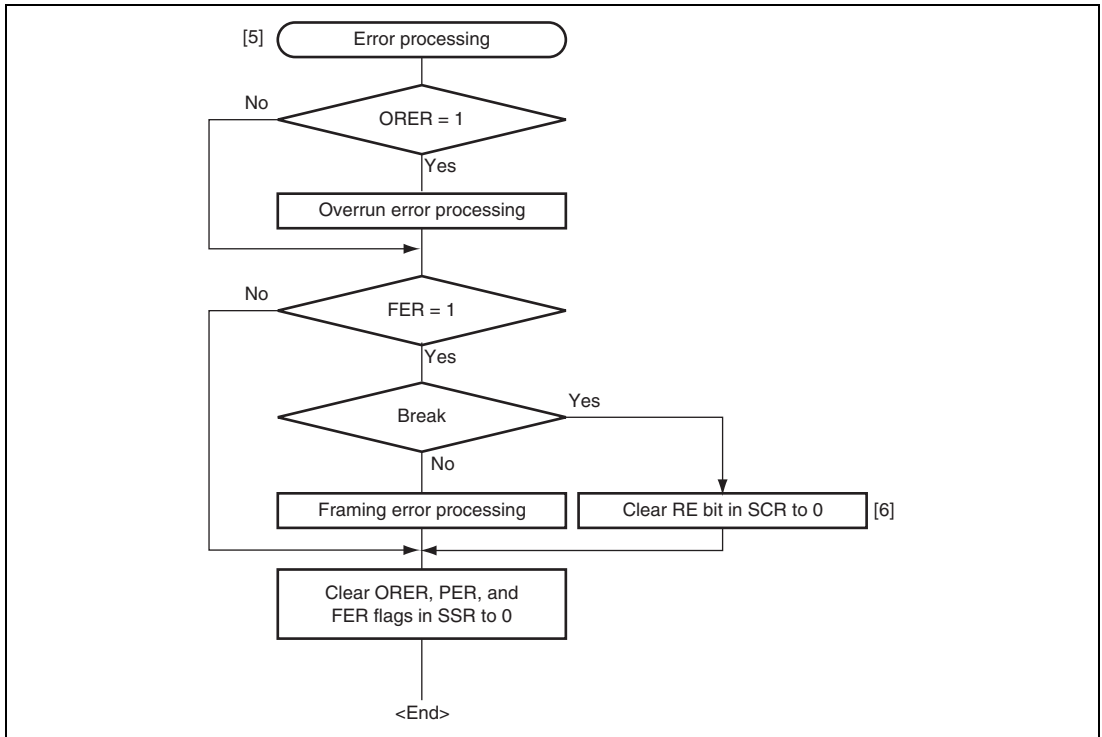 [5]
Error processing
No
ORER = 1
Yes
Overrun error processing
No
FER = 1
Yes
Break
Yes
No
Framing error processing
Clear RE bit in SCR to 0
[6]
Clear ORER, PER, and
FER flags in SSR to 0
<End>